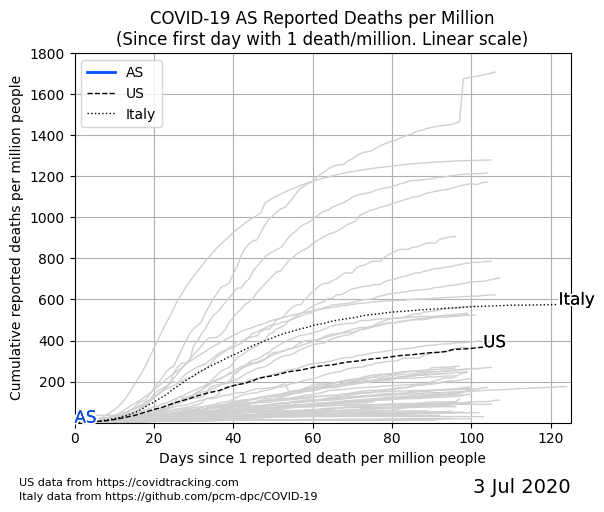 COVID-19 AS Reported Deaths per Million
(Since first day with 1 death/million. Linear scale)
1800
1600
1400
1200
1000
800
600
400
200
Cumulative reported deaths per million people
AS
US
Italy
Italy
US
AS
0
20
40
60
80
100
120
Days since 1 reported death per million people
US data from https://covidtracking.com
Italy data from https://github.com/pcm-dpc/COVID-19
3 Jul 2020